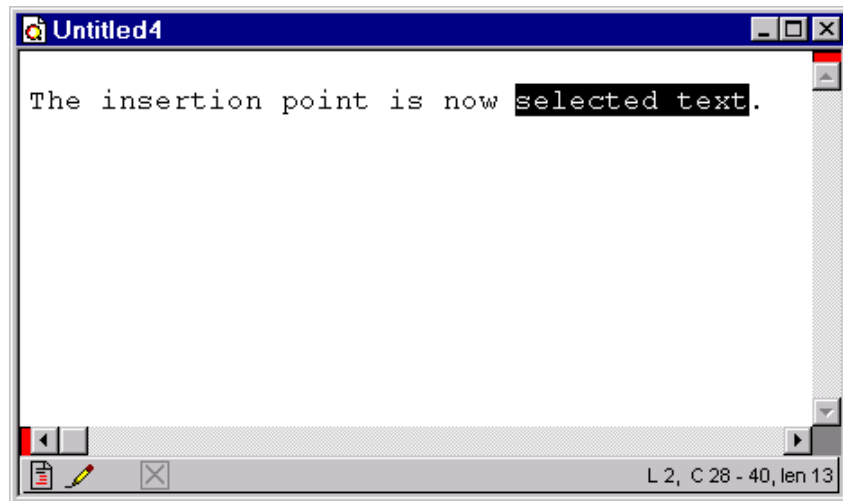 Untitled4
The insertion point is now selected text.
L 2, C 28 - 40, len 13